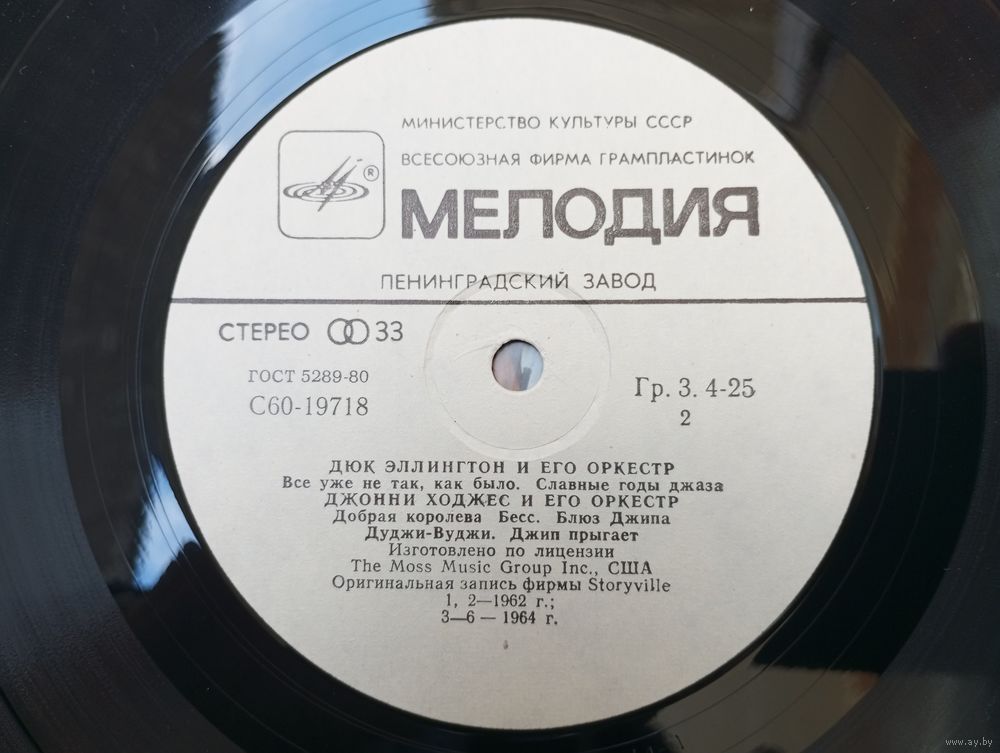 МИНИСТЕРСТВО КУЛЬТУРЫ СССР
ВСЕСОЮЗНАЯ ФИРМА ГРАМПЛАСТИНОК
®
МЕЛОДИЯ
ЛЕНИНГРАДСКИЙ ЗАВОД
СТЕРЕО 33
ГОСТ 5289-80
С60-19718
Гр. 3. 4-25
2
ДЮК ЭЛЛИНГТОН И ЕГО ОРКЕСТР
Все уже не так, как было. Славные годы джаза
ДЖОННИ ХОДЖЕС И ЕГО ОРКЕСТР
Добрая королева Бесс. Блюз Джипа
Дуджи-Вуджи. Джип прыгает
Изготовлено по лицензии
The Moss Music Group Inc., США
Оригинальная запись фирмы Storyville
1, 2—1962 г.;
3—6 — 1964 г.
www.ay.by